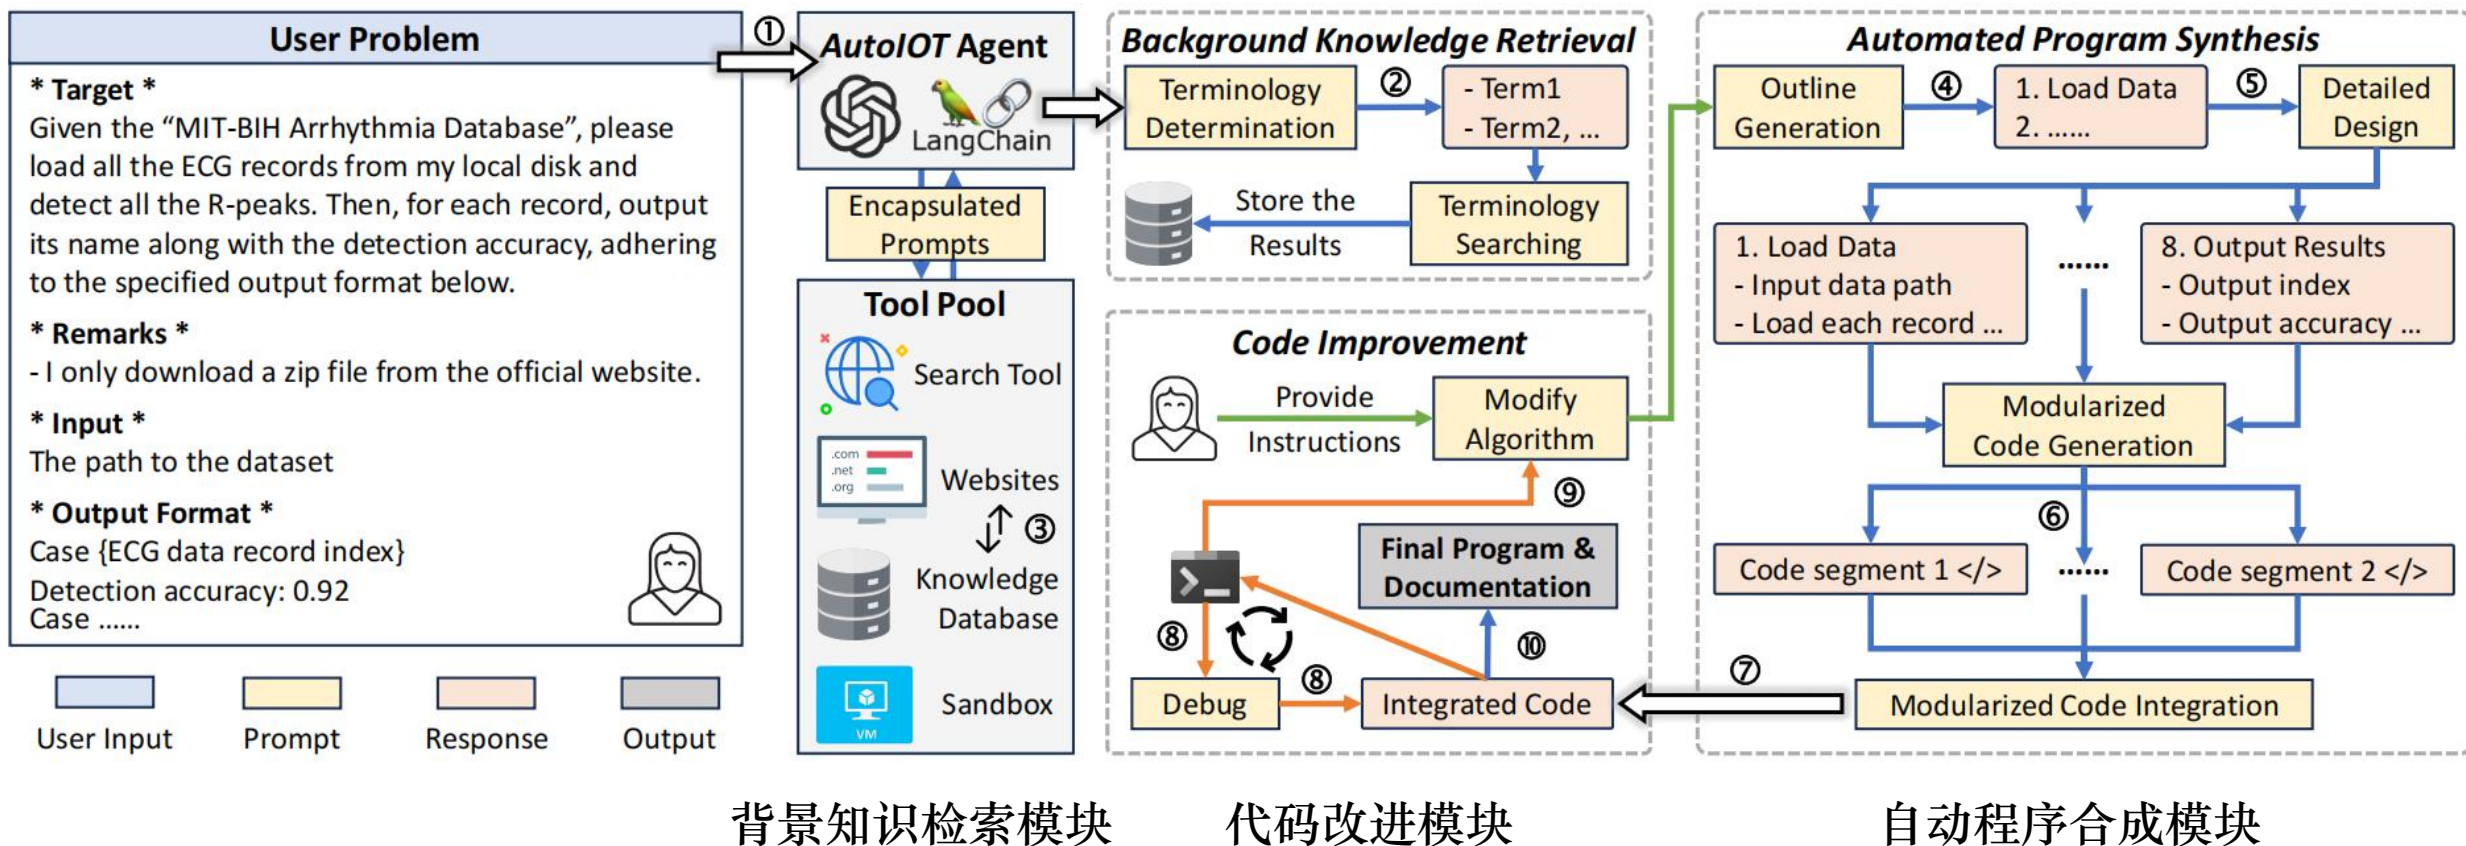 User Problem
* Target *
Given the “MIT-BIH Arrhythmia Database”, please
load all the ECG records from my local disk and
detect all the R-peaks. Then, for each record, output
its name along with the detection accuracy, adhering
to the specified output format below.
* Remarks *
- I only download a zip file from the official website.
* Input *
The path to the dataset
* Output Format *
Case {ECG data record index}
Detection accuracy: 0.92
Case ......
User Input
Prompt
Response
Output
①
AutoIOT Agent
LangChain
Encapsulated
Prompts
Tool Pool
Search Tool
.com
.net
.org
Websites
③
Knowledge
Database
Sandbox
VM
Background Knowledge Retrieval
Terminology
Determination
②
- Term1
- Term2, ...
Store the
Results
Terminology
Searching
Code Improvement
Provide
Instructions
Modify
Algorithm
⑨
Final Program &
Documentation
⑧
⑧
⑩
Debug
Integrated Code
Automated Program Synthesis
Outline
Generation
④
1. Load Data
2. ......
⑤
Detailed
Design
1. Load Data
- Input data path
- Load each record ...
......
8. Output Results
- Output index
- Output accuracy ...
Modularized
Code Generation
⑥
Code segment 1 </>
......
Code segment 2 </>
⑦
Modularized Code Integration
背景知识检索模块
代码改进模块
自动程序合成模块